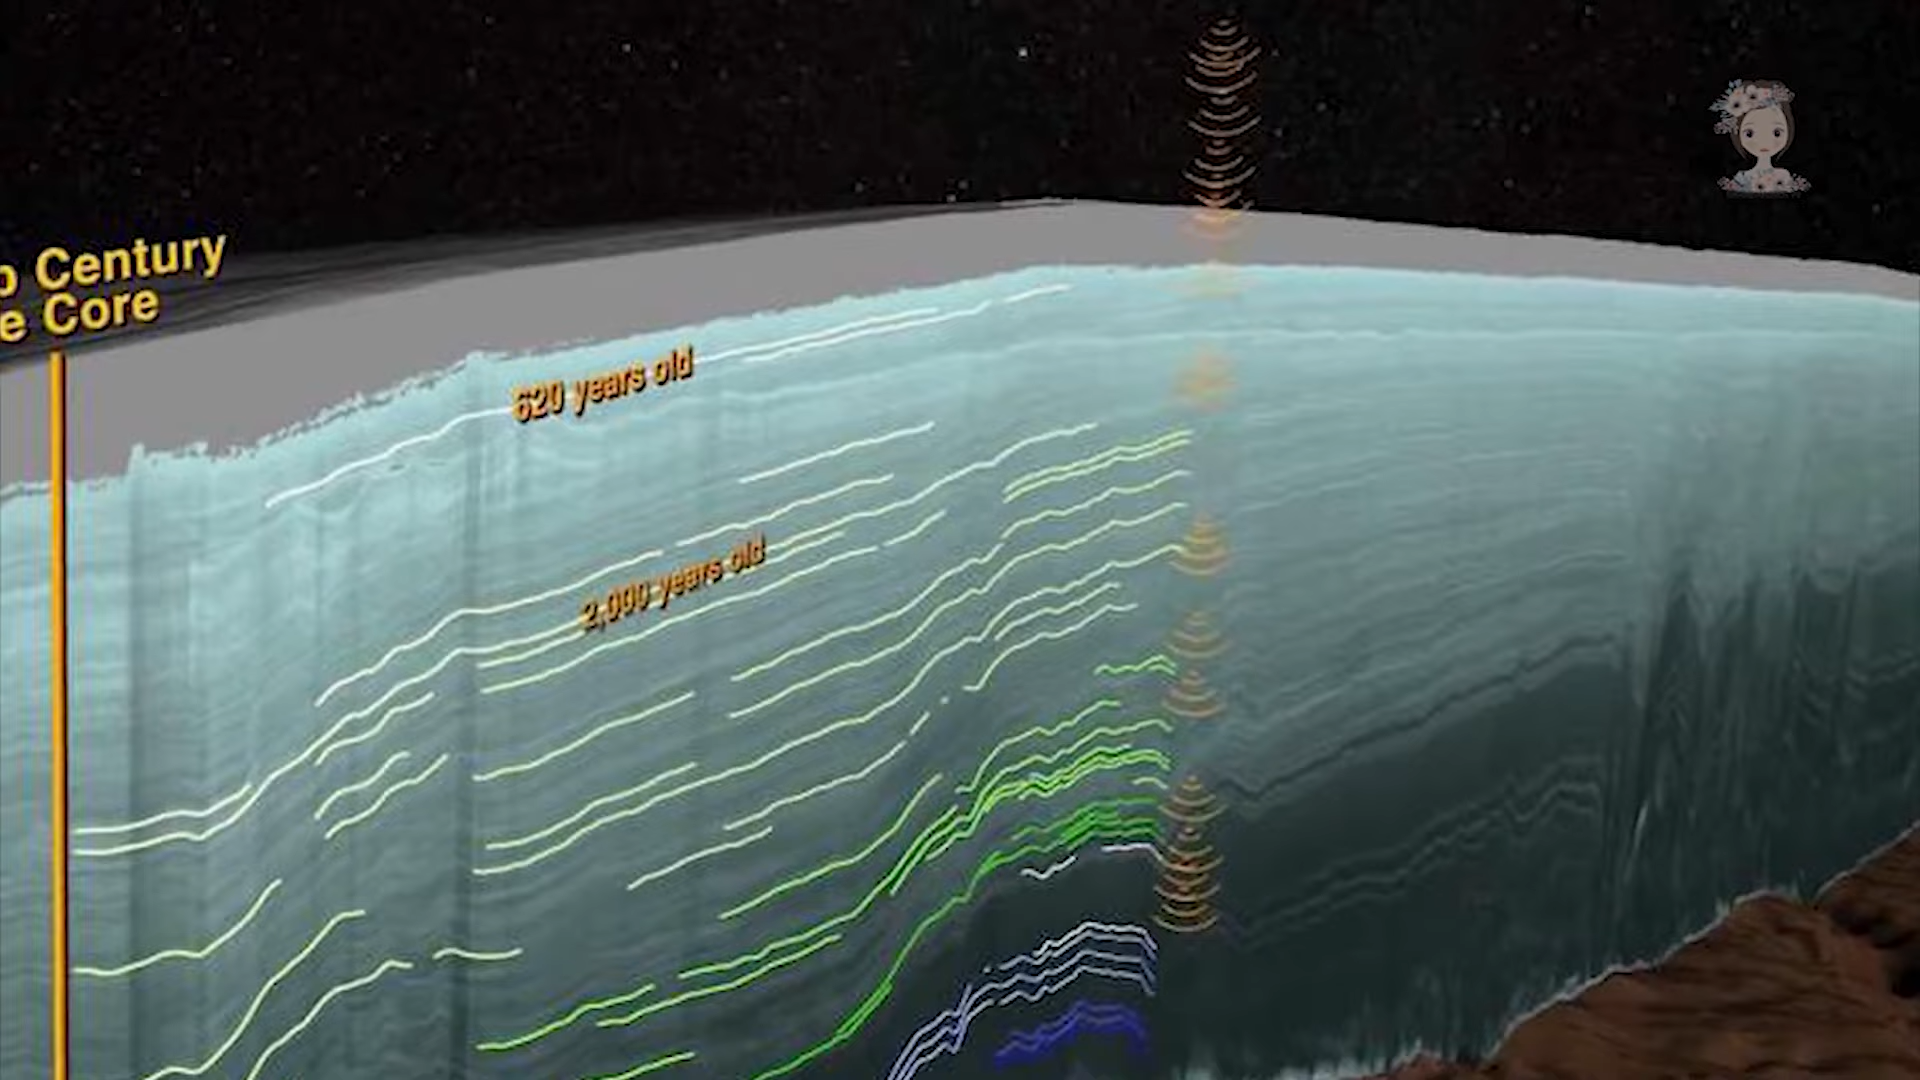 p Century
e Core
620 years old
2,000 years old